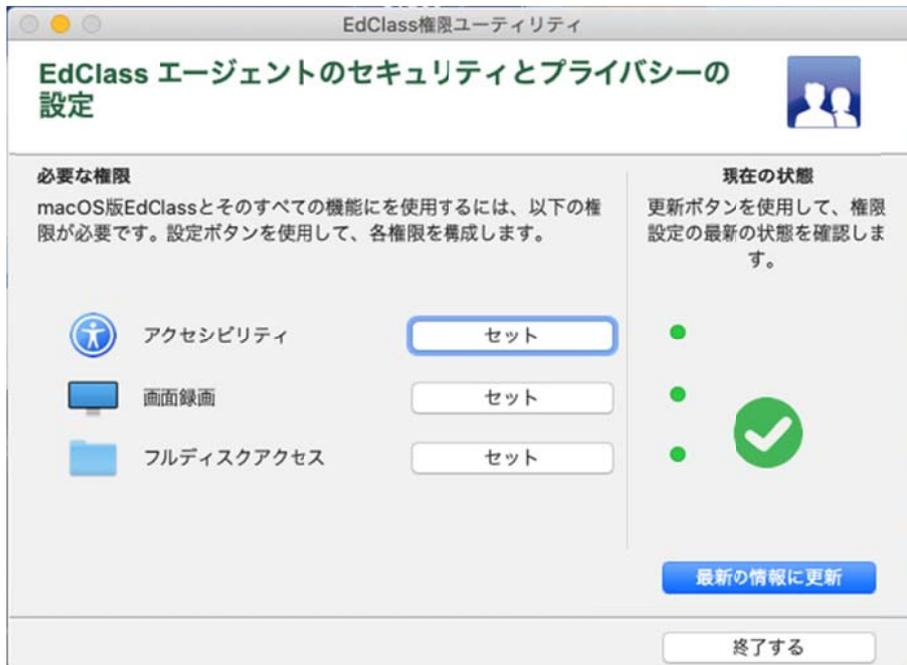 EdClass権限ユーティリティ
EdClass エージェントのセキュリティとプライバシーの
設定
必要な権限
macOS版EdClassとそのすべての機能にを使用するには、以下の権
限が必要です。設定ボタンを使用して、各権限を構成します。
現在の状態
更新ボタンを使用して、権限
設定の最新の状態を確認しま
す。
アクセシビリティ
セット
画面録画
セット
フルディスクアクセス
セット
最新の情報に更新
終了する